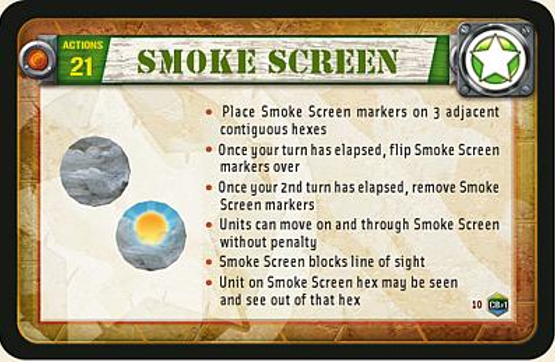 ACTIONS
21
SMOKE SCREEN
• Place Smoke Screen markers on 3 adjacent
contiguous hexes
• Once your turn has elapsed, flip Smoke Screen
markers over
• Once your 2nd turn has elapsed, remove Smoke
Screen markers
• Units can move on and through Smoke Screen
without penalty
• Smoke Screen blocks line of sight
• Unit on Smoke Screen hex may be seen
and see out of that hex
10